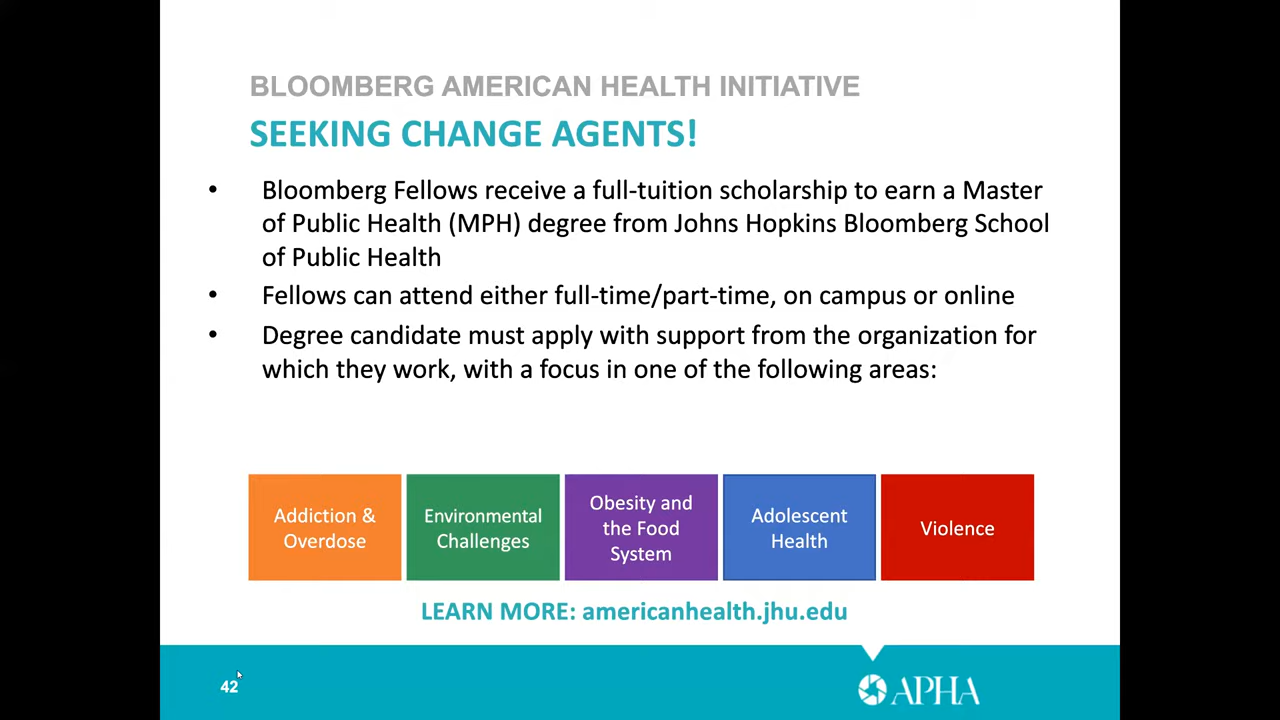 BLOOMBERG AMERICAN HEALTH INITIATIVE
SEEKING CHANGE AGENTS!
• Bloomberg Fellows receive a full-tuition scholarship to earn a Master
of Public Health (MPH) degree from Johns Hopkins Bloomberg School
of Public Health
• Fellows can attend either full-time/part-time, on campus or online
• Degree candidate must apply with support from the organization for
which they work, with a focus in one of the following areas:
Addiction &
Overdose
Environmental
Challenges
Obesity and
the Food
System
Adolescent
Health
Violence
LEARN MORE: americanhealth.jhu.edu
42
APHA